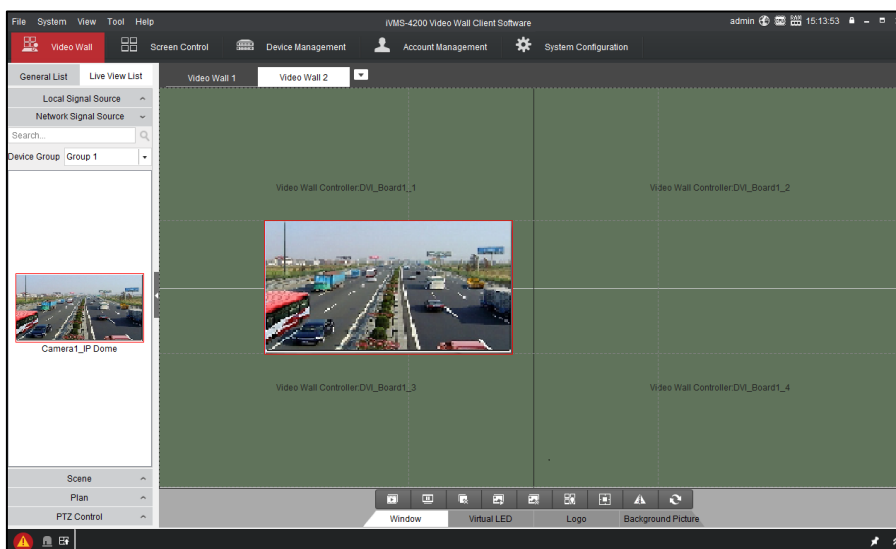 File System View Tool Help iVMS-4200 Video Wall Client Software admin 15:13:53
Video Wall Screen Control Device Management Account Management System Configuration
General List Live View List Video Wall 1 Video Wall 2
Local Signal Source
Network Signal Source
Search...
Device Group Group 1
Video Wall Controller:DVI_Board1_1 Video Wall Controller:DVI_Board1_2
Camera1_IP Dome
Video Wall Controller:DVI_Board1_3 Video Wall Controller:DVI_Board1_4
Scene
Plan
PTZ Control
Window Virtual LED Logo Background Picture